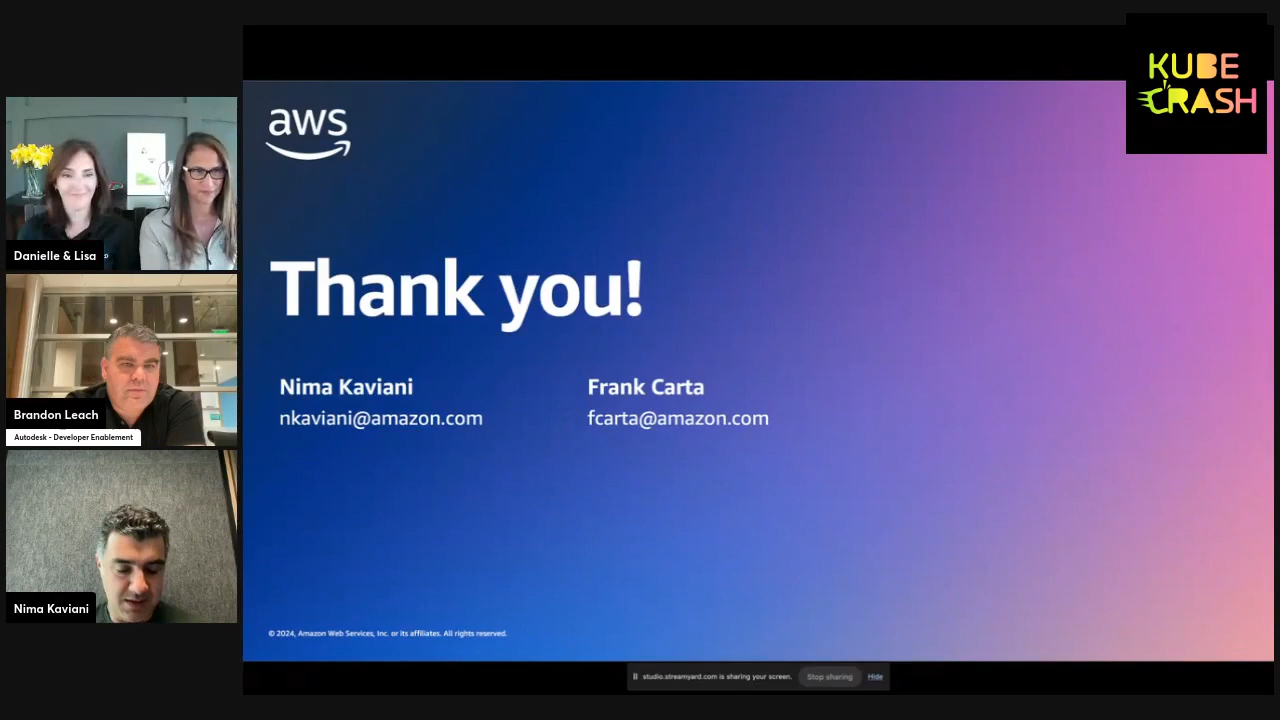 KUBE
CRASH
aws
Thank you!
Nima Kaviani
nkaviani@amazon.com
Frank Carta
fcarta@amazon.com
© 2024, Amazon Web Services, Inc. or its affiliates. All rights reserved.
Danielle & Lisa
Brandon Leach
Autodesk - Developer Enablement
Nima Kaviani
studio.streamyard.com is sharing your screen.
Stop sharing
Hide